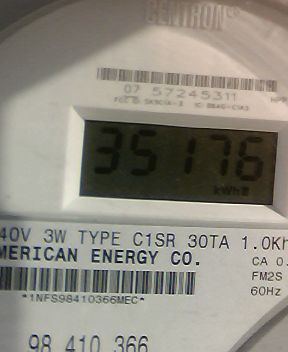 CENTRON®
07 57245311
35176
kWh
40V 3W TYPE C1SR 30TA 1.0Kh
MERICAN ENERGY CO.
CA 0.
FM2S
60Hz
*1NFS98410366MEC*
98 410 366